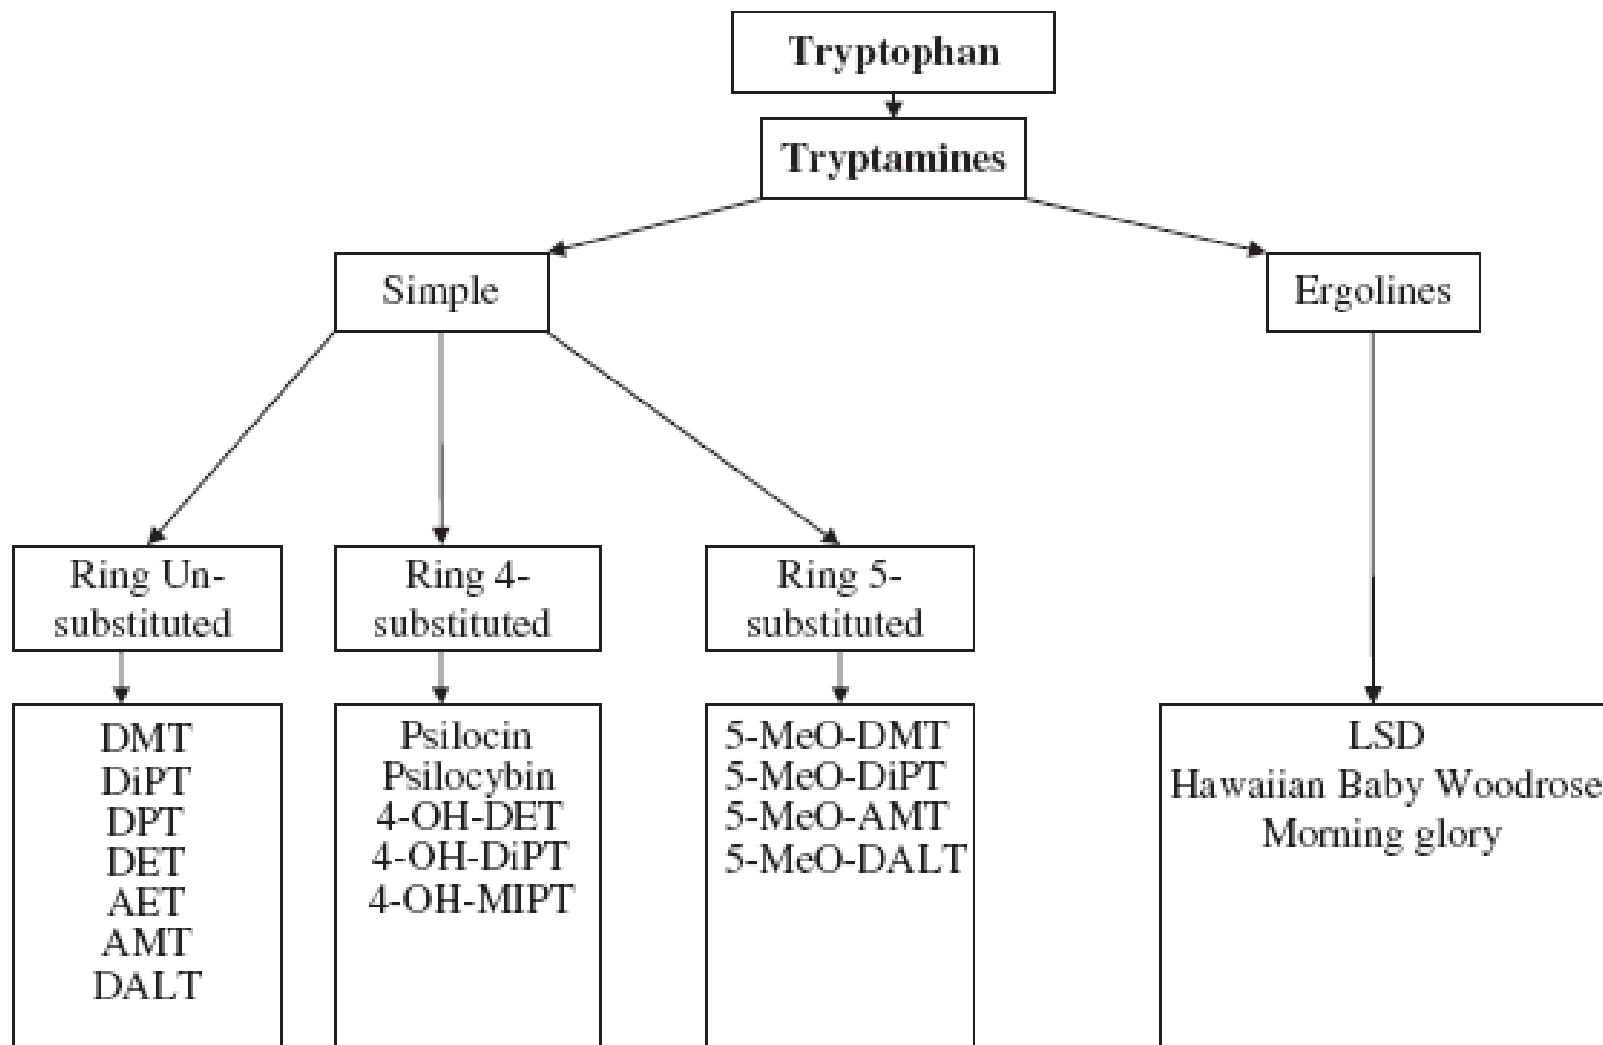 Tryptophan
Tryptamines
Simple
Ergolines
Ring Un-
substituted
Ring 4-
substituted
Ring 5-
substituted
DMT
DiPT
DPT
DET
AET
AMT
DALT
Psilocin
Psilocybin
4-OH-DET
4-OH-DiPT
4-OH-MIPT
5-MeO-DMT
5-MeO-DiPT
5-MeO-AMT
5-MeO-DALT
LSD
Hawaiian Baby Woodrose
Morning glory